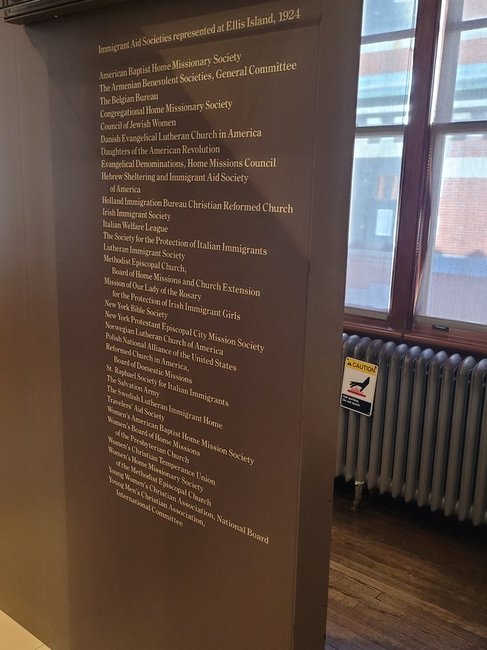 Immigrant Aid Societies represented at Ellis Island, 1924
American Baptist Home Missionary Society
The Armenian Benevolent Societies, General Committee
The Belgian Bureau
Congregational Home Missionary Society
Council of Jewish Women
Danish Evangelical Lutheran Church in America
Daughters of the American Revolution
Evangelical Denominations, Home Missions Council
Hebrew Sheltering and Immigrant Aid Society
of America
Holland Immigration Bureau Christian Reformed Church
Irish Immigrant Society
Italian Welfare League
The Society for the Protection of Italian Immigrants
Lutheran Immigrant Society
Methodist Episcopal Church,
Board of Home Missions and Church Extension
Mission of Our Lady of the Rosary
for the Protection of Irish Immigrant Girls
New York Bible Society
New York Protestant Episcopal City Mission Society
Norwegian Lutheran Church of America
Polish National Alliance of the United States
Reformed Church in America,
Board of Domestic Missions
St. Raphael Society for Italian Immigrants
The Salvation Army
The Swedish Lutheran Immigrant Home
Travelers' Aid Society
Women's American Baptist Home Mission Society
Women's Board of Home Missions
of the Presbyterian Church
Women's Christian Temperance Union
Women's Home Missionary Society
of the Methodist Episcopal Church
Young Women's Christian Association, National Board
Young Men's Christian Association,
International Committee
CAUTION